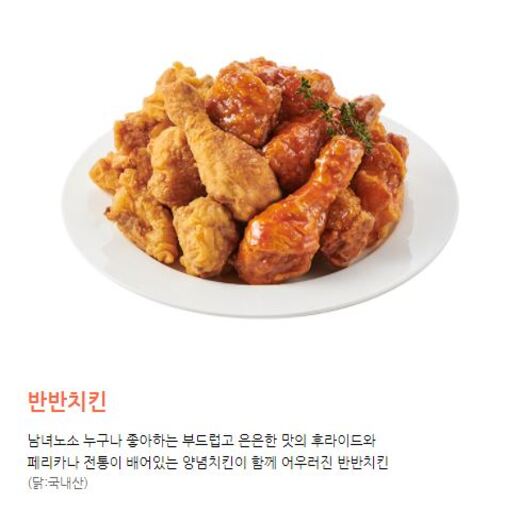 반반치킨
남녀노소 누구나 좋아하는 부드럽고 은은한 맛의 후라이드와
페리카나 전통이 배어있는 양념치킨이 함께 어우러진 반반치킨
(닭:국내산)